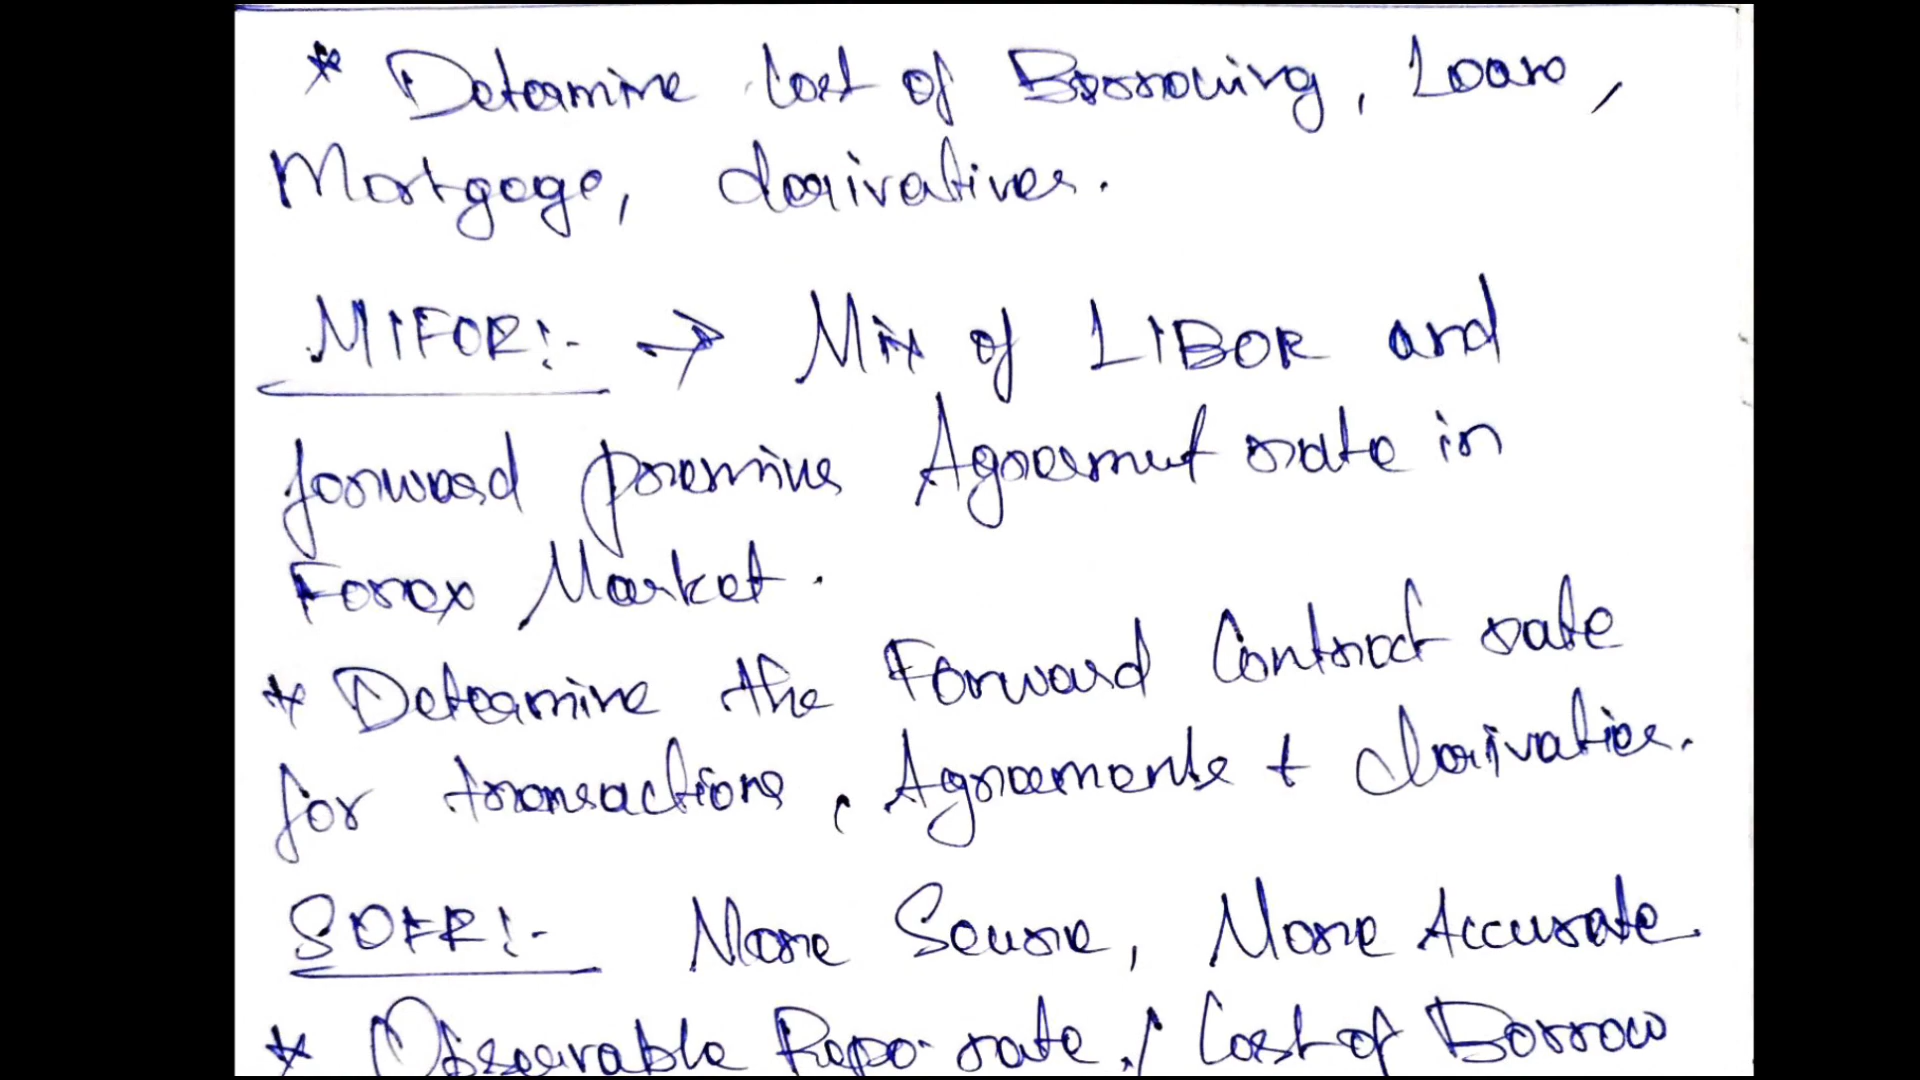 * Determine Cost of Borrowing, Loans,
Mortgage, derivatives.
MIFOR:- → Mix of LIBOR and
forward premium Agreement rate in
Forex Market.
* Determine the Forward Contract rate
for transactions, Agreements + derivaties.
SOFR:- More Secure, More Accurate.
* Observable Repo rate / Cost of Borrow